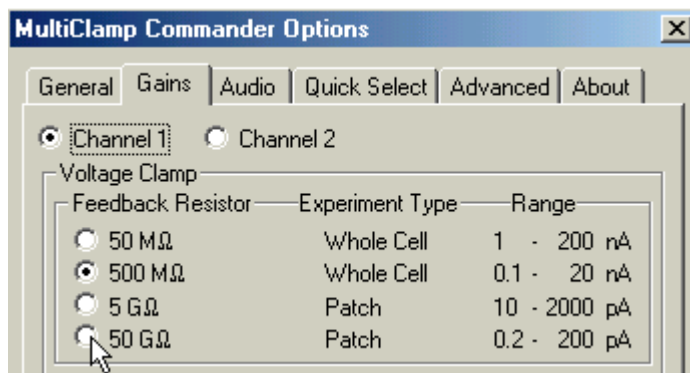 MultiClamp Commander Options
General Gains Audio Quick Select Advanced About
Channel 1 Channel 2
Voltage Clamp
Feedback Resistor Experiment Type Range
50 MΩ Whole Cell 1 - 200 nA
500 MΩ Whole Cell 0.1 - 20 nA
5 GΩ Patch 10 - 2000 pA
50 GΩ Patch 0.2 - 200 pA